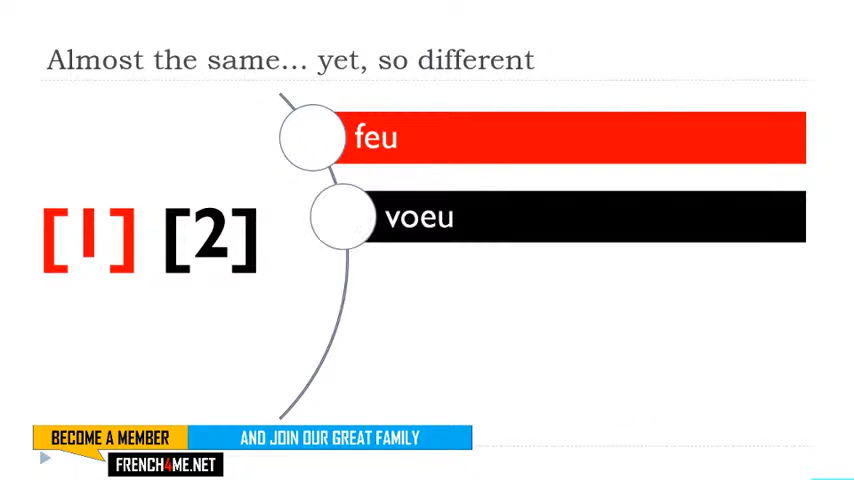 Almost the same... yet, so different
feu
voeu
[1] [2]
BECOME A MEMBER AND JOIN OUR GREAT FAMILY
FRENCH4ME.NET